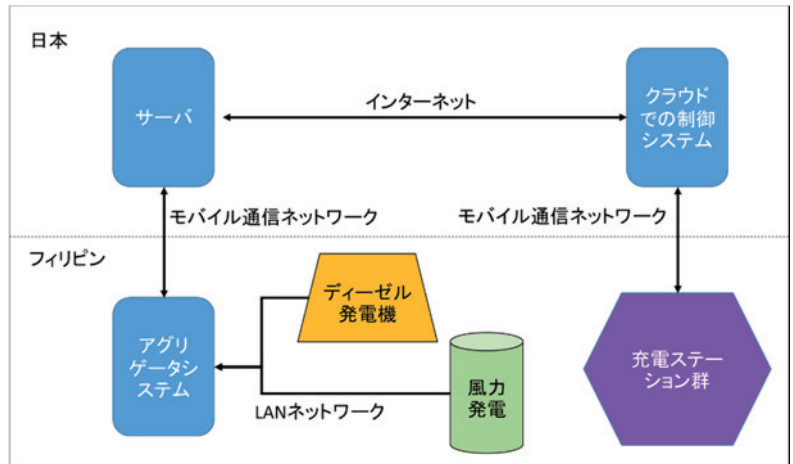 日本
サーバ
インターネット
クラウド
での制御
システム
モバイル通信ネットワーク
モバイル通信ネットワーク
フィリピン
ディーゼル
発電機
アグリ
ゲータシ
ステム
風力
発電
LANネットワーク
充電ステー
ション群